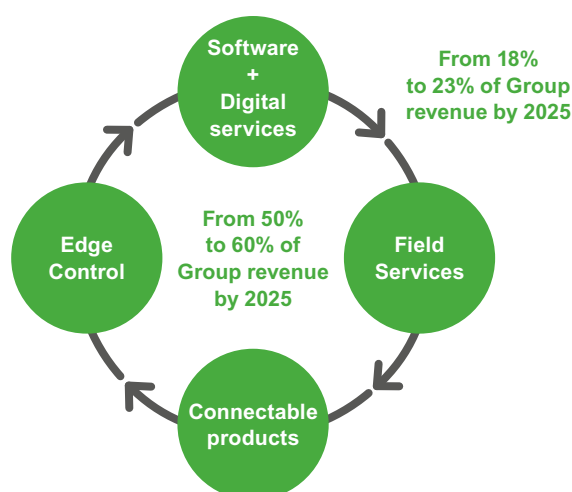 Software
+
Digital
services
From 18%
to 23% of Group
revenue by 2025
Edge
Control
From 50%
to 60% of
Group revenue
by 2025
Field
Services
Connectable
products